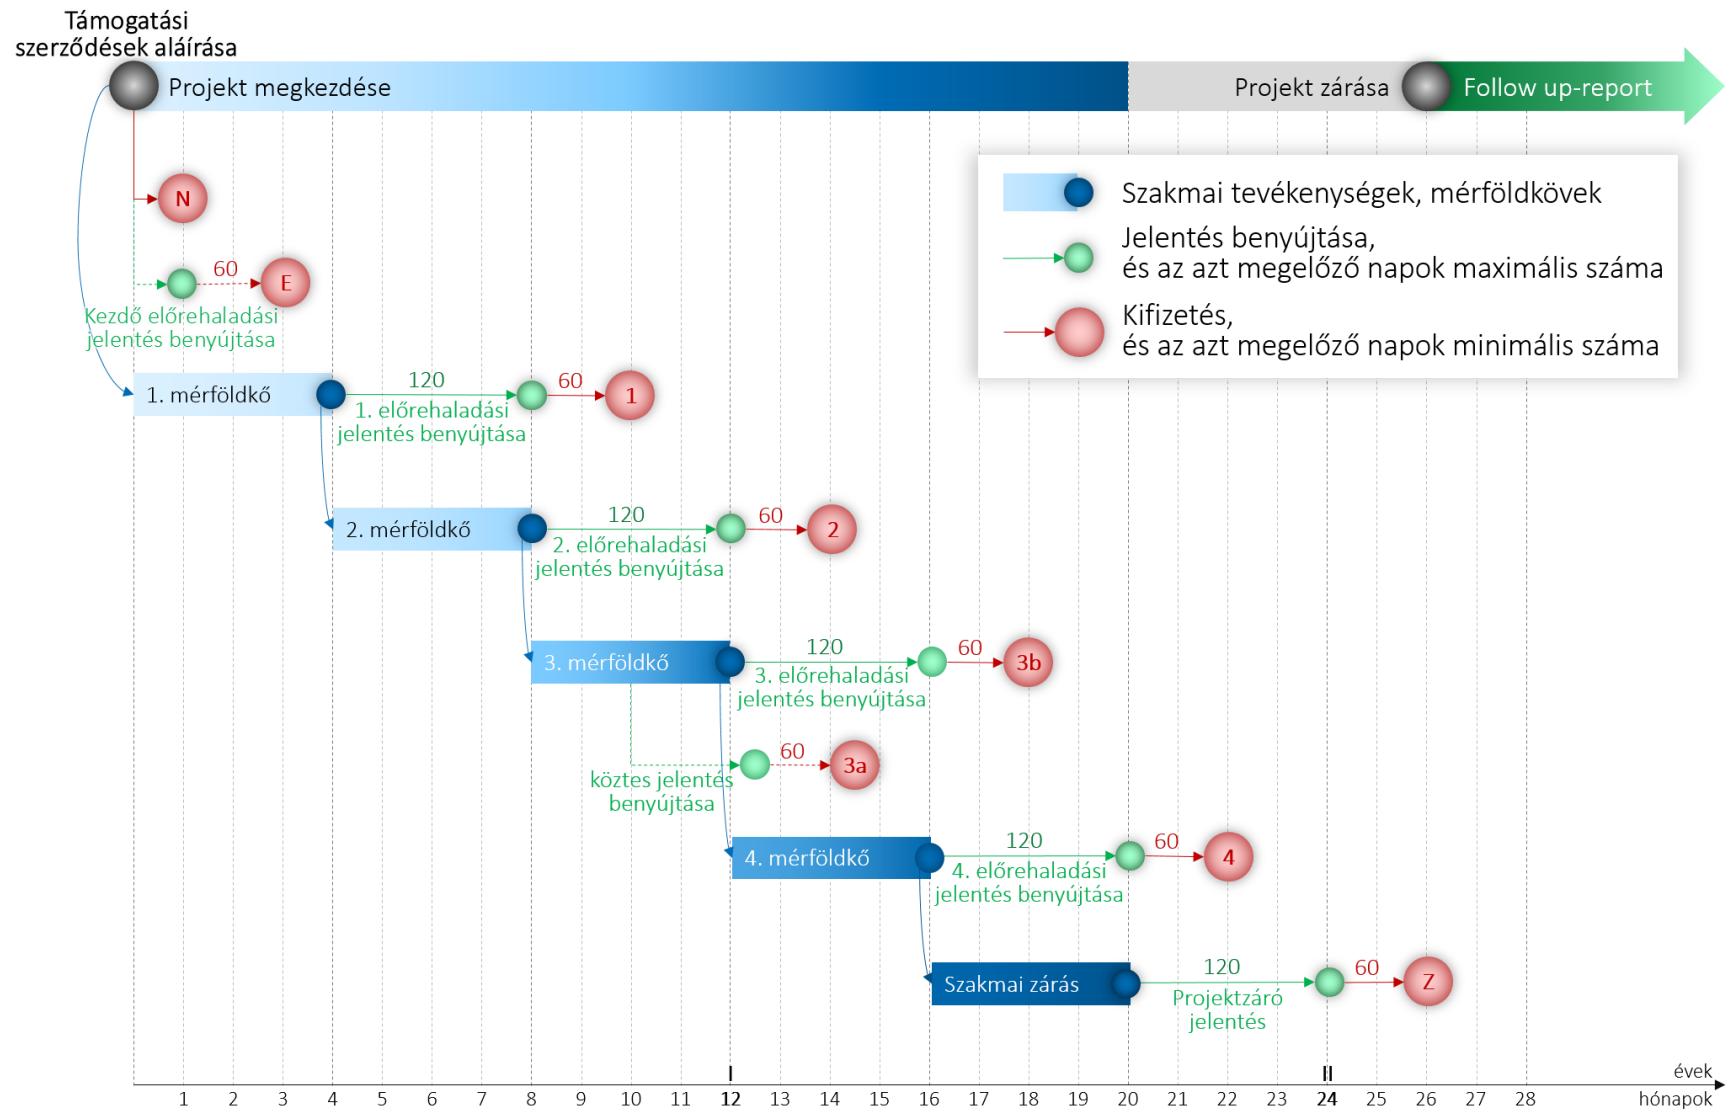 Támogatási
szerződések aláírása
Projekt megkezdése
Projekt zárása
Follow up-report
Szakmai tevékenységek, mérföldkövek
Jelentés benyújtása,
és az azt megelőző napok maximális száma
Kifizetés,
és az azt megelőző napok minimális száma
N
60
E
Kezdő előrehaladási
jelentés benyújtása
1. mérföldkő
120
60
1
1. előrehaladási
jelentés benyújtása
2. mérföldkő
120
60
2
2. előrehaladási
jelentés benyújtása
3. mérföldkő
120
60
3b
3. előrehaladási
jelentés benyújtása
60
3a
köztes jelentés
benyújtása
4. mérföldkő
120
60
4
4. előrehaladási
jelentés benyújtása
Szakmai zárás
120
60
Z
Projektzáró
jelentés
I II évek
1 2 3 4 5 6 7 8 9 10 11 12 13 14 15 16 17 18 19 20 21 22 23 24 25 26 27 28 hónapok